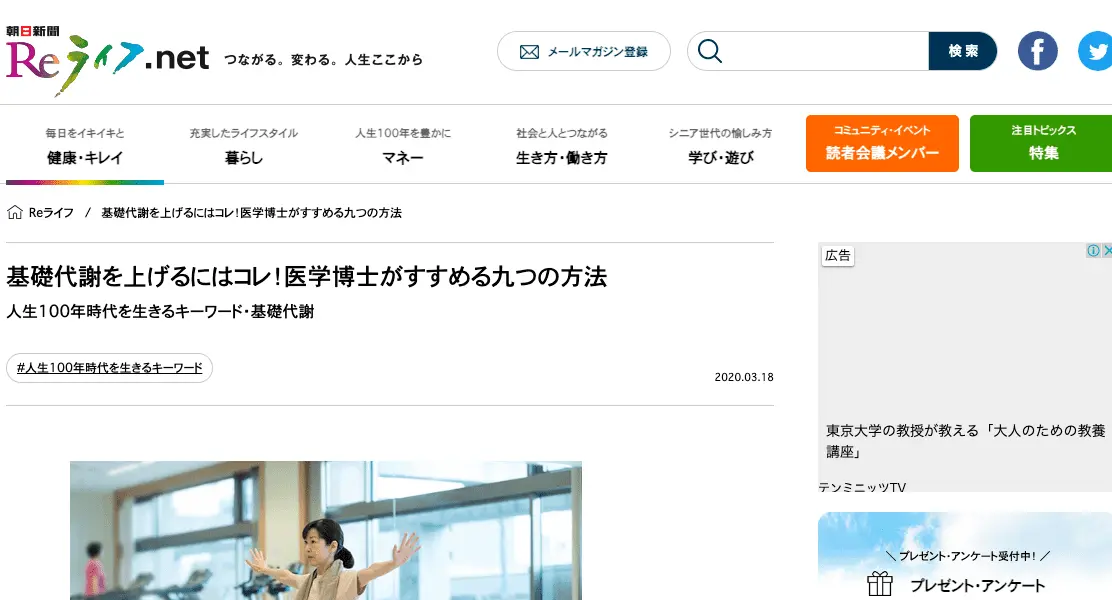 朝日新聞
Reライフ.net
つながる。変わる。人生ここから
メールマガジン登録
検索
毎日をイキイキと
健康・キレイ
充実したライフスタイル
暮らし
人生100年を豊かに
マネー
社会と人とつながる
生き方・働き方
シニア世代の愉しみ方
学び・遊び
コミュニティ・イベント
読者会議メンバー
注目トピックス
特集
Reライフ / 基礎代謝を上げるにはコレ!医学博士がすすめる九つの方法
基礎代謝を上げるにはコレ!医学博士がすすめる九つの方法
人生100年時代を生きるキーワード・基礎代謝
#人生100年時代を生きるキーワード
2020.03.18
広告
東京大学の教授が教える「大人のための教養
講座」
テンミニッツTV
＼ プレゼント・アンケート受付中! ／
プレゼント・アンケート